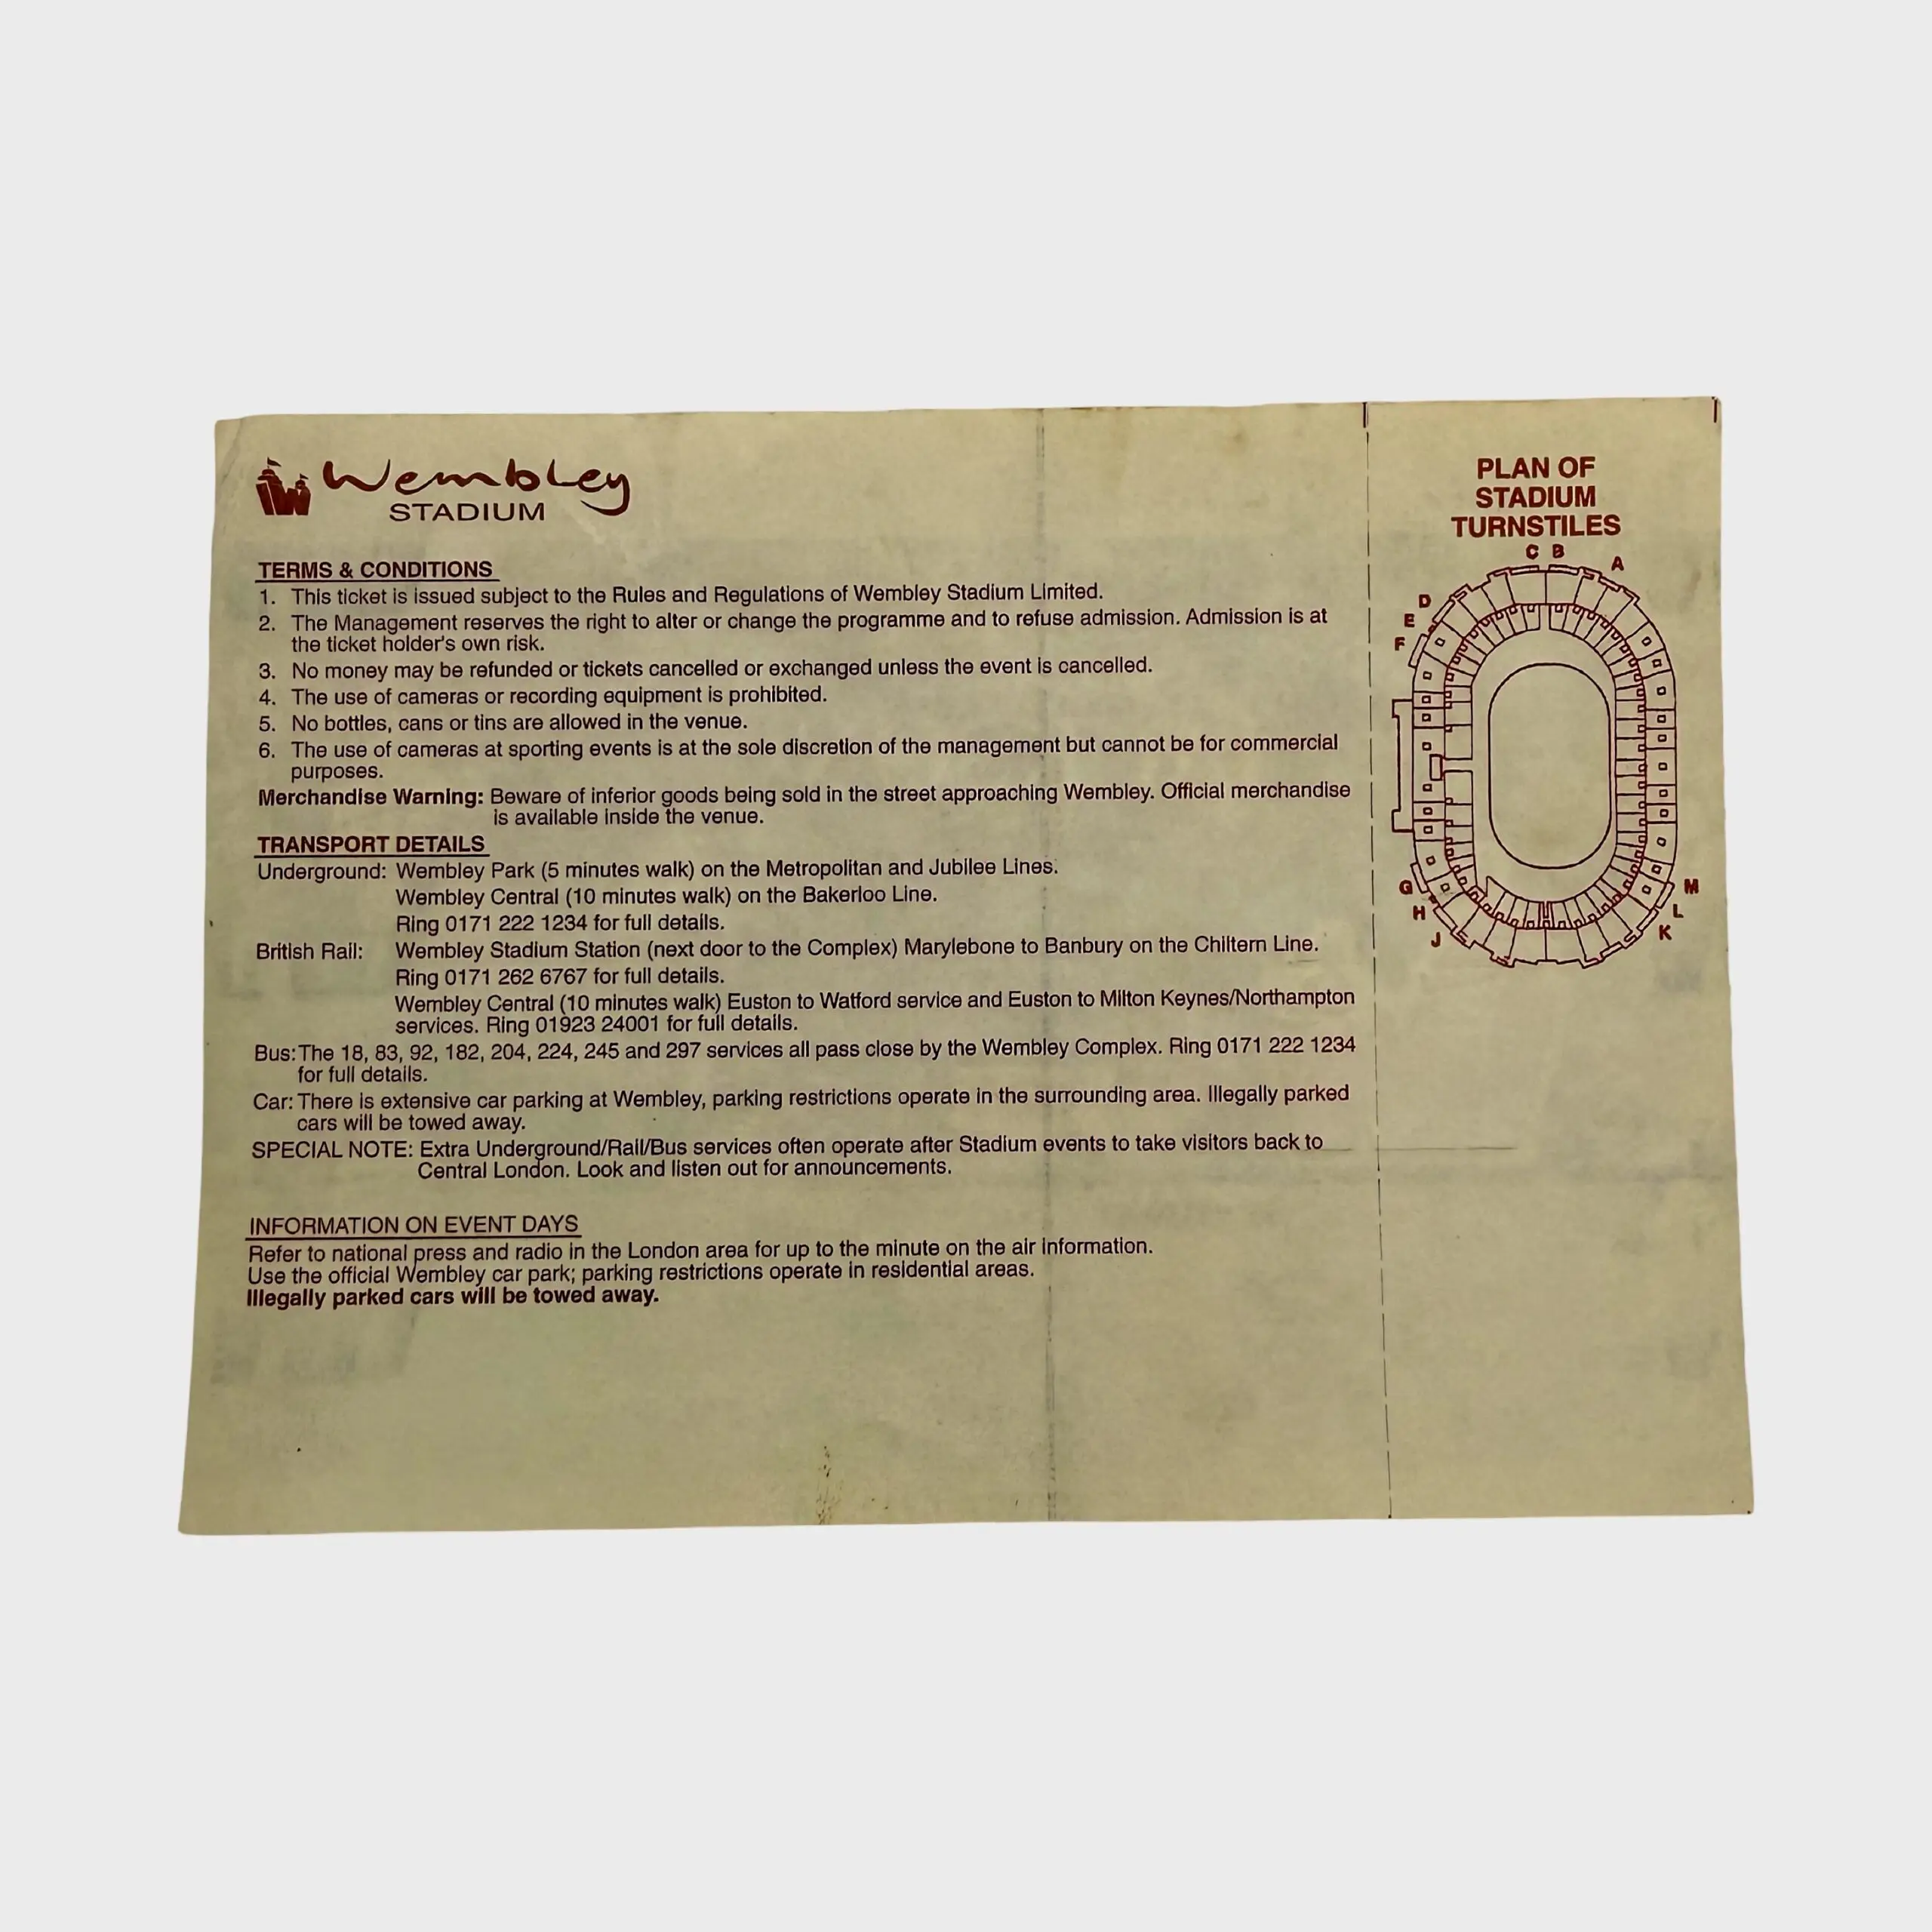 Wembley
STADIUM
TERMS & CONDITIONS
1. This ticket is issued subject to the Rules and Regulations of Wembley Stadium Limited.
2. The Management reserves the right to alter or change the programme and to refuse admission. Admission is at
the ticket holder's own risk.
3. No money may be refunded or tickets cancelled or exchanged unless the event is cancelled.
4. The use of cameras or recording equipment is prohibited.
5. No bottles, cans or tins are allowed in the venue.
6. The use of cameras at sporting events is at the sole discretion of the management but cannot be for commercial
purposes.
Merchandise Warning: Beware of inferior goods being sold in the street approaching Wembley. Official merchandise
is available inside the venue.
TRANSPORT DETAILS
Underground: Wembley Park (5 minutes walk) on the Metropolitan and Jubilee Lines.
Wembley Central (10 minutes walk) on the Bakerloo Line.
Ring 0171 222 1234 for full details.
British Rail: Wembley Stadium Station (next door to the Complex) Marylebone to Banbury on the Chiltern Line.
Ring 0171 262 6767 for full details.
Wembley Central (10 minutes walk) Euston to Watford service and Euston to Milton Keynes/Northampton
services. Ring 01923 24001 for full details.
Bus: The 18, 83, 92, 182, 204, 224, 245 and 297 services all pass close by the Wembley Complex. Ring 0171 222 1234
for full details.
Car: There is extensive car parking at Wembley, parking restrictions operate in the surrounding area. Illegally parked
cars will be towed away.
SPECIAL NOTE: Extra Underground/Rail/Bus services often operate after Stadium events to take visitors back to
Central London. Look and listen out for announcements.
INFORMATION ON EVENT DAYS
Refer to national press and radio in the London area for up to the minute on the air information.
Use the official Wembley car park; parking restrictions operate in residential areas.
Illegally parked cars will be towed away.
PLAN OF
STADIUM
TURNSTILES
C B
A
D
E
F
G
H
J
M
L
K